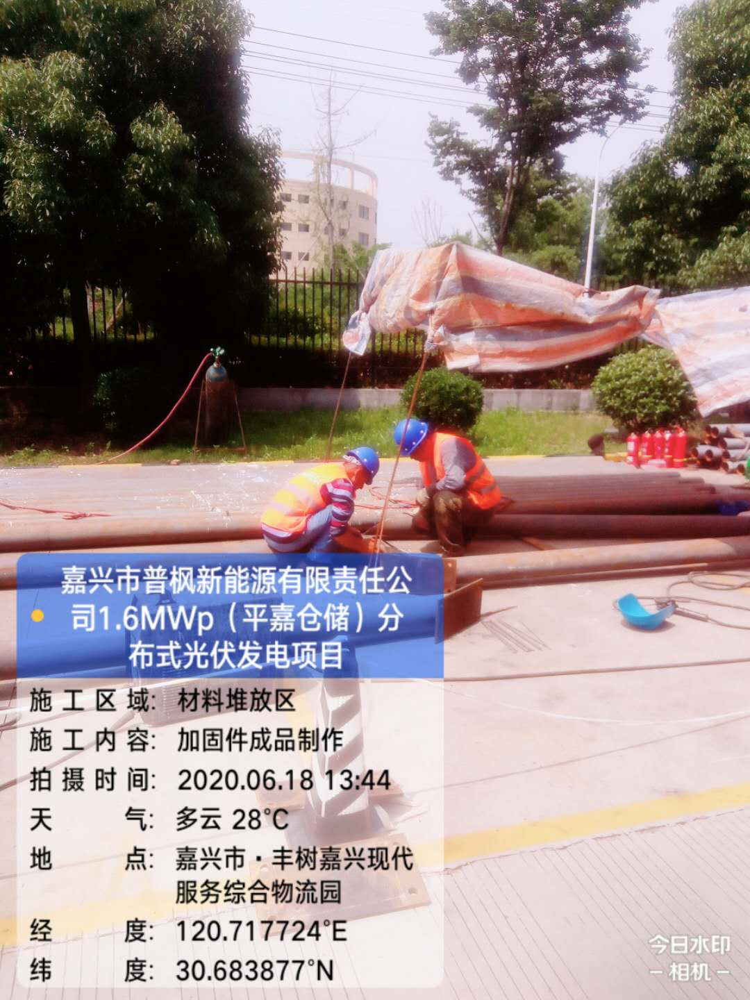 嘉兴市普枫新能源有限责任公
司1.6MWp（平嘉仓储）分
布式光伏发电项目
施工区域: 材料堆放区
施工内容: 加固件成品制作
拍摄时间: 2020.06.18 13:44
天气: 多云 28℃
地点: 嘉兴市·丰树嘉兴现代
服务综合物流园
经度: 120.717724°E
纬度: 30.683877°N
今日水印
－相机－